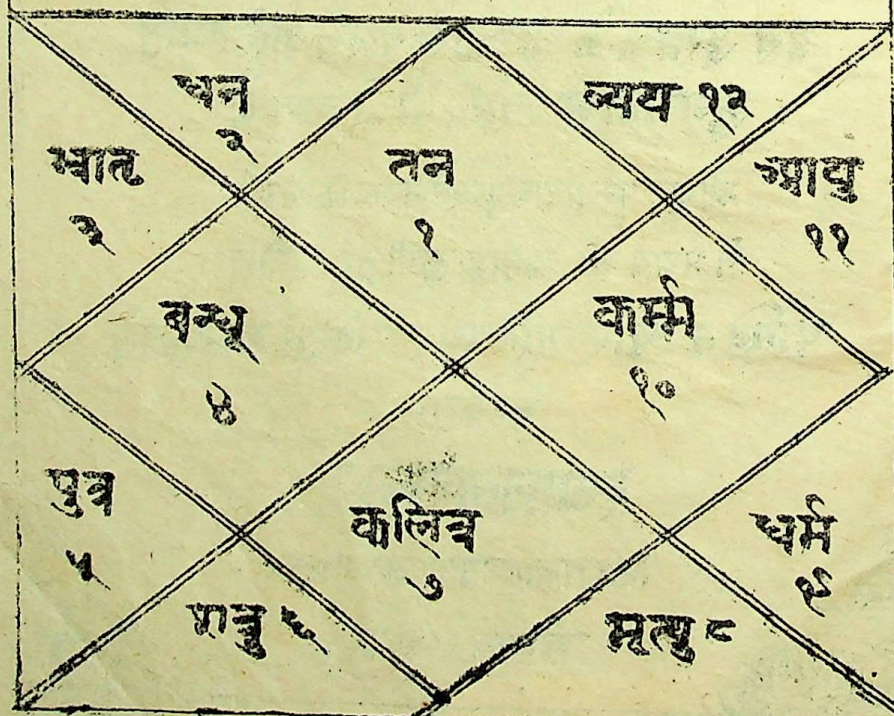 धन
२
व्यय १२
भ्रातृ
३
तन
१
आयु
११
बन्धू
४
कर्म्म
१०
पुत्र
५
कलित्र
७
धर्म
९
शत्रु ६
मृत्यु ८